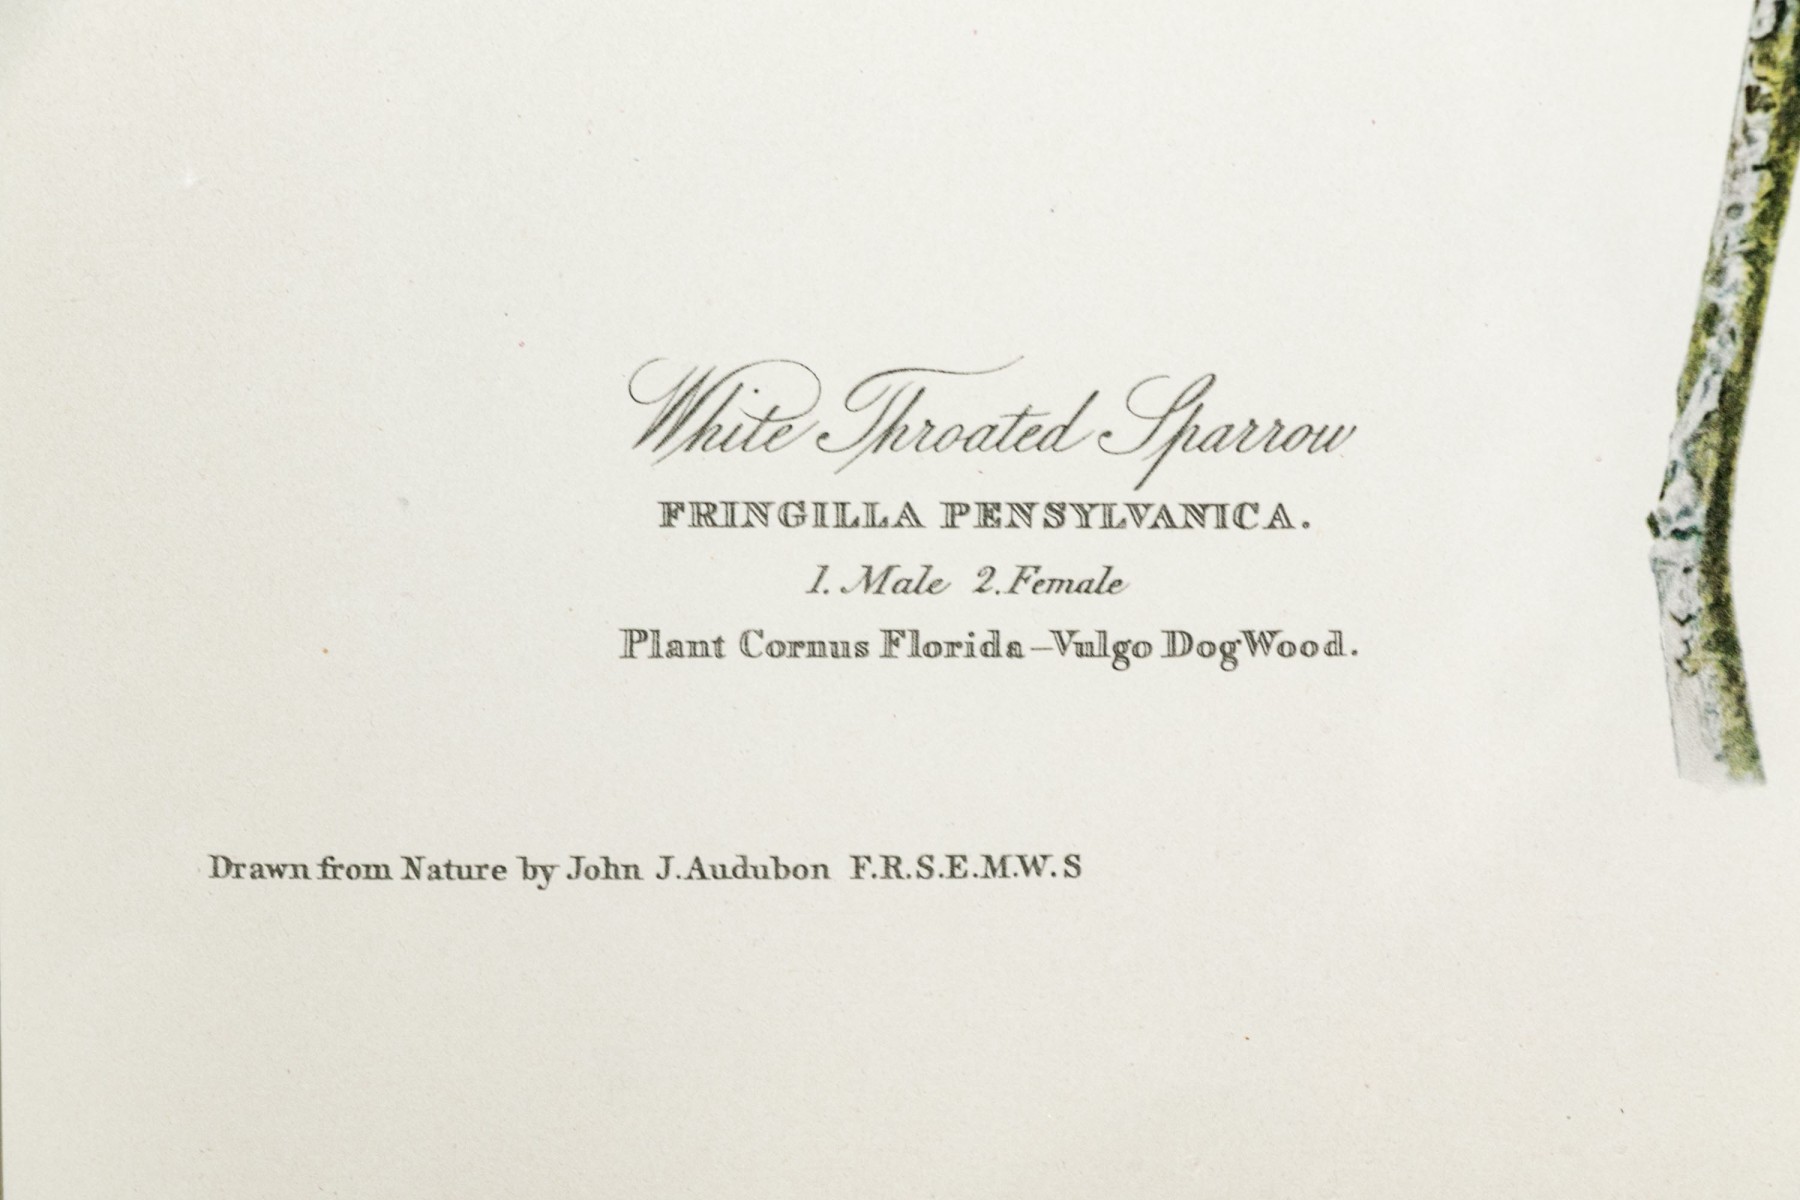 White Throated Sparrow
FRINGILLA PENSYLVANICA.
1. Male 2. Female
Plant Cornus Florida–Vulgo DogWood.
Drawn from Nature by John J. Audubon F.R.S.E.M.W.S